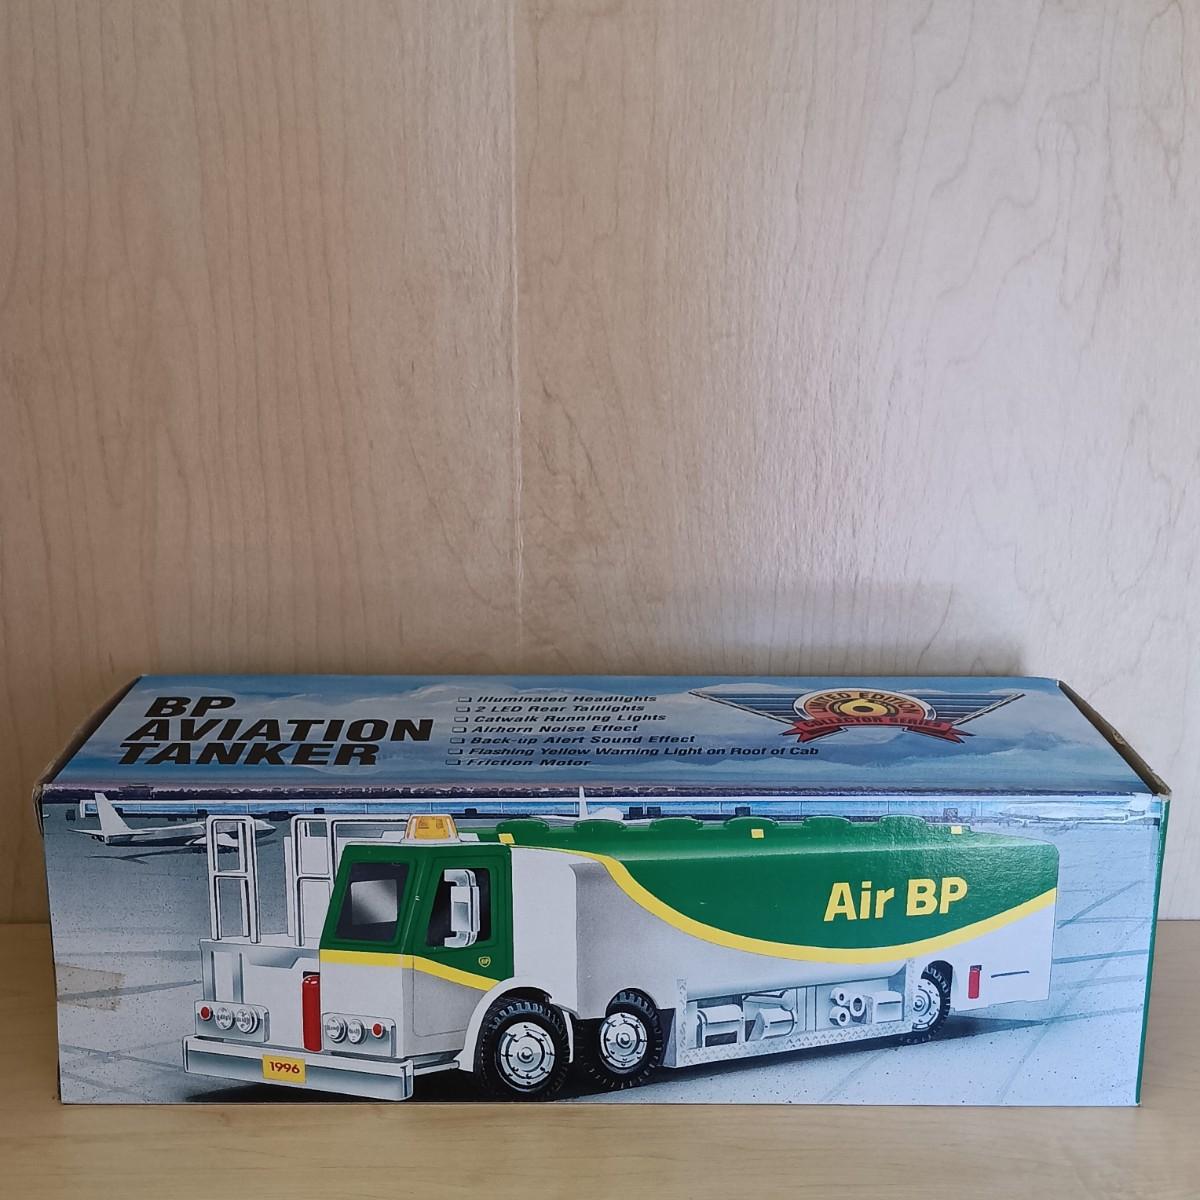 BP
AVIATION
TANKER
❏ Illuminated Headlights
❏ 2 LED Rear Taillights
❏ Catwalk Running Lights
❏ Airhorn Noise Effect
❏ Back-up Alert Sound Effect
❏ Flashing Yellow Warning Light on Roof of Cab
❏ Friction Motor
LIMITED EDITION
COLLECTOR SERIES
Air BP
BP
1996